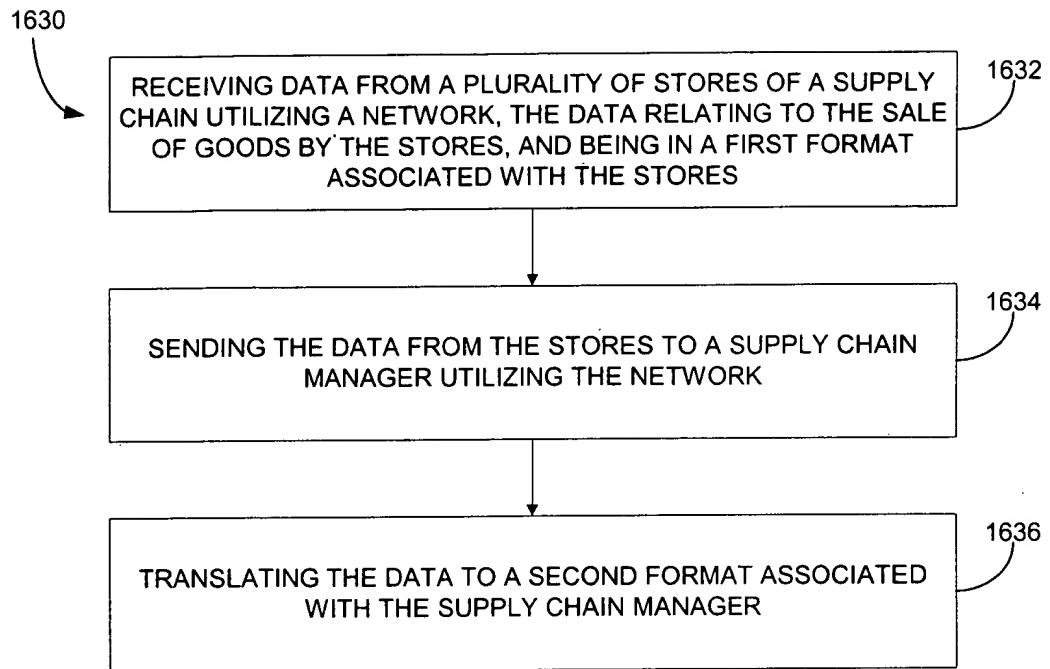 1630
RECEIVING DATA FROM A PLURALITY OF STORES OF A SUPPLY
CHAIN UTILIZING A NETWORK, THE DATA RELATING TO THE SALE
OF GOODS BY THE STORES, AND BEING IN A FIRST FORMAT
ASSOCIATED WITH THE STORES
1632
SENDING THE DATA FROM THE STORES TO A SUPPLY CHAIN
MANAGER UTILIZING THE NETWORK
1634
TRANSLATING THE DATA TO A SECOND FORMAT ASSOCIATED
WITH THE SUPPLY CHAIN MANAGER
1636